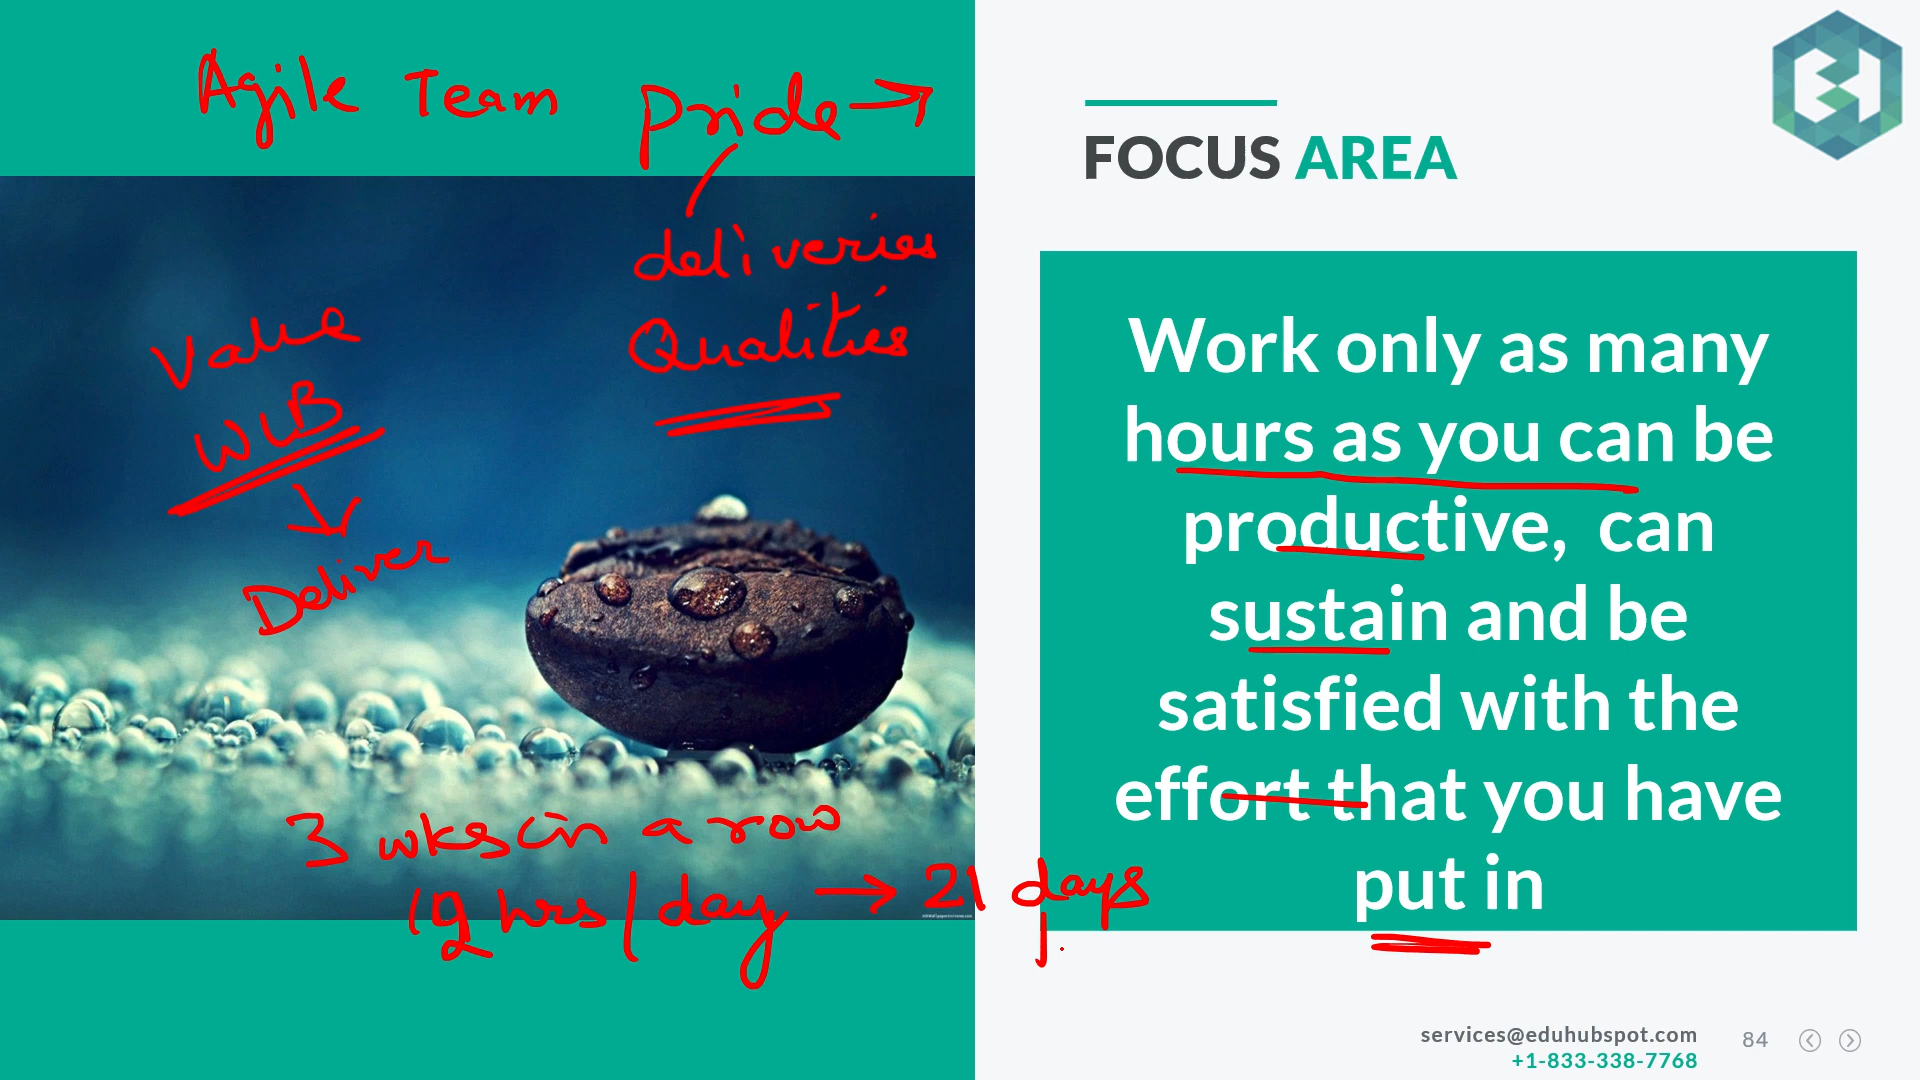 Agile Team Pride →
deliveries
Qualities
Value
WLB
Deliver
3 wks in a row
12 hrs/day → 21 days
FOCUS AREA
Work only as many
hours as you can be
productive, can
sustain and be
satisfied with the
effort that you have
put in
services@eduhubspot.com
+1-833-338-7768
84